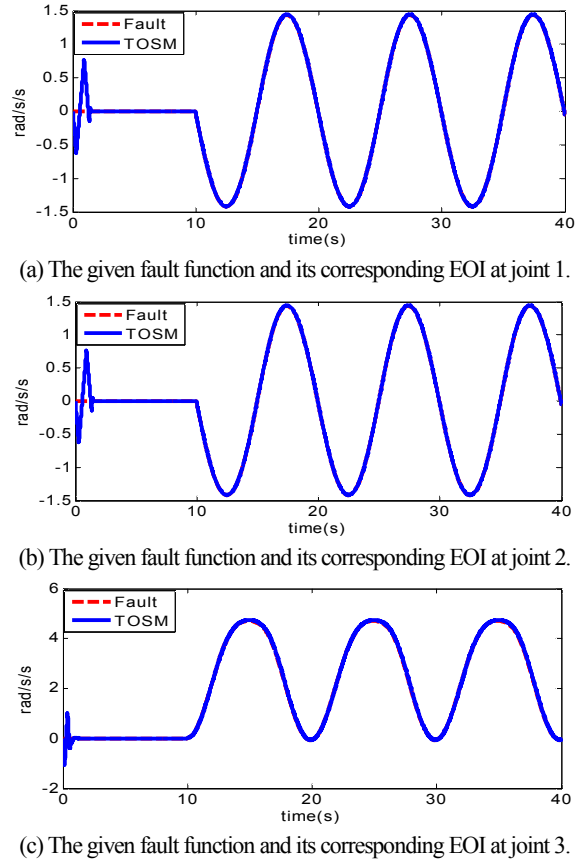 1.5
1
0.5
0
-0.5
-1
-1.5
rad/s/s
Fault
TOSM
0 10 20 30 40
time(s)
(a) The given fault function and its corresponding EOI at joint 1.
1.5
1
0.5
0
-0.5
-1
-1.5
rad/s/s
Fault
TOSM
0 10 20 30 40
time(s)
(b) The given fault function and its corresponding EOI at joint 2.
6
4
2
0
-2
rad/s/s
Fault
TOSM
0 10 20 30 40
time(s)
(c) The given fault function and its corresponding EOI at joint 3.